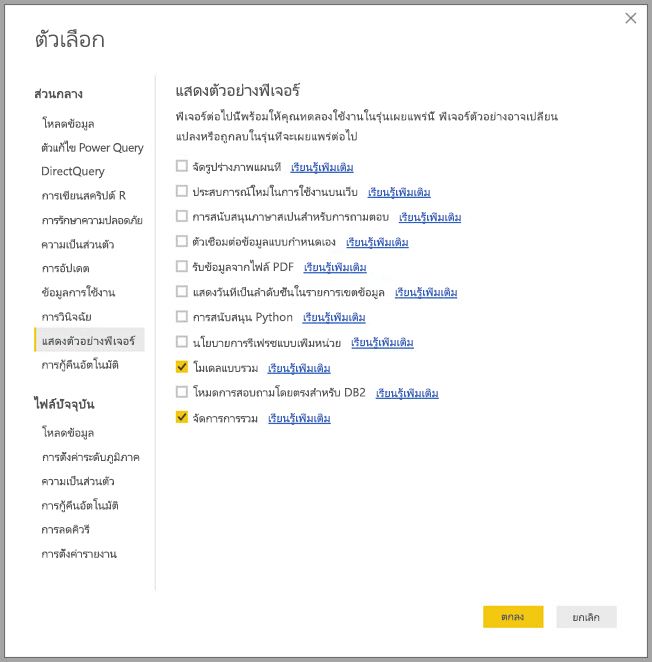 ตัวเลือก
ส่วนกลาง
โหลดข้อมูล
ตัวแก้ไข Power Query
DirectQuery
การเขียนสคริปต์ R
การรักษาความปลอดภัย
ความเป็นส่วนตัว
การอัปเดต
ข้อมูลการใช้งาน
การวินิจฉัย
แสดงตัวอย่างฟีเจอร์
การกู้คืนอัตโนมัติ
ไฟล์ปัจจุบัน
โหลดข้อมูล
การตั้งค่าระดับภูมิภาค
ความเป็นส่วนตัว
การกู้คืนอัตโนมัติ
การลดคิวรี
การตั้งค่ารายงาน
แสดงตัวอย่างฟีเจอร์
ฟีเจอร์ต่อไปนี้พร้อมให้คุณทดลองใช้งานในรุ่นเผยแพร่นี้ ฟีเจอร์ตัวอย่างอาจเปลี่ยน
แปลงหรือถูกลบในรุ่นที่จะเผยแพร่ต่อไป
จัดรูปร่างภาพแผนที่ เรียนรู้เพิ่มเติม
ประสบการณ์ใหม่ในการใช้งานบนเว็บ เรียนรู้เพิ่มเติม
การสนับสนุนภาษาสเปนสำหรับการถามตอบ เรียนรู้เพิ่มเติม
ตัวเชื่อมต่อข้อมูลแบบกำหนดเอง เรียนรู้เพิ่มเติม
รับข้อมูลจากไฟล์ PDF เรียนรู้เพิ่มเติม
แสดงวันที่เป็นลำดับชั้นในรายการเขตข้อมูล เรียนรู้เพิ่มเติม
การสนับสนุน Python เรียนรู้เพิ่มเติม
นโยบายการรีเฟรชแบบเพิ่มหน่วย เรียนรู้เพิ่มเติม
โมเดลแบบรวม เรียนรู้เพิ่มเติม
โหมดการสอบถามโดยตรงสำหรับ DB2 เรียนรู้เพิ่มเติม
จัดการการรวม เรียนรู้เพิ่มเติม
ตกลง ยกเลิก